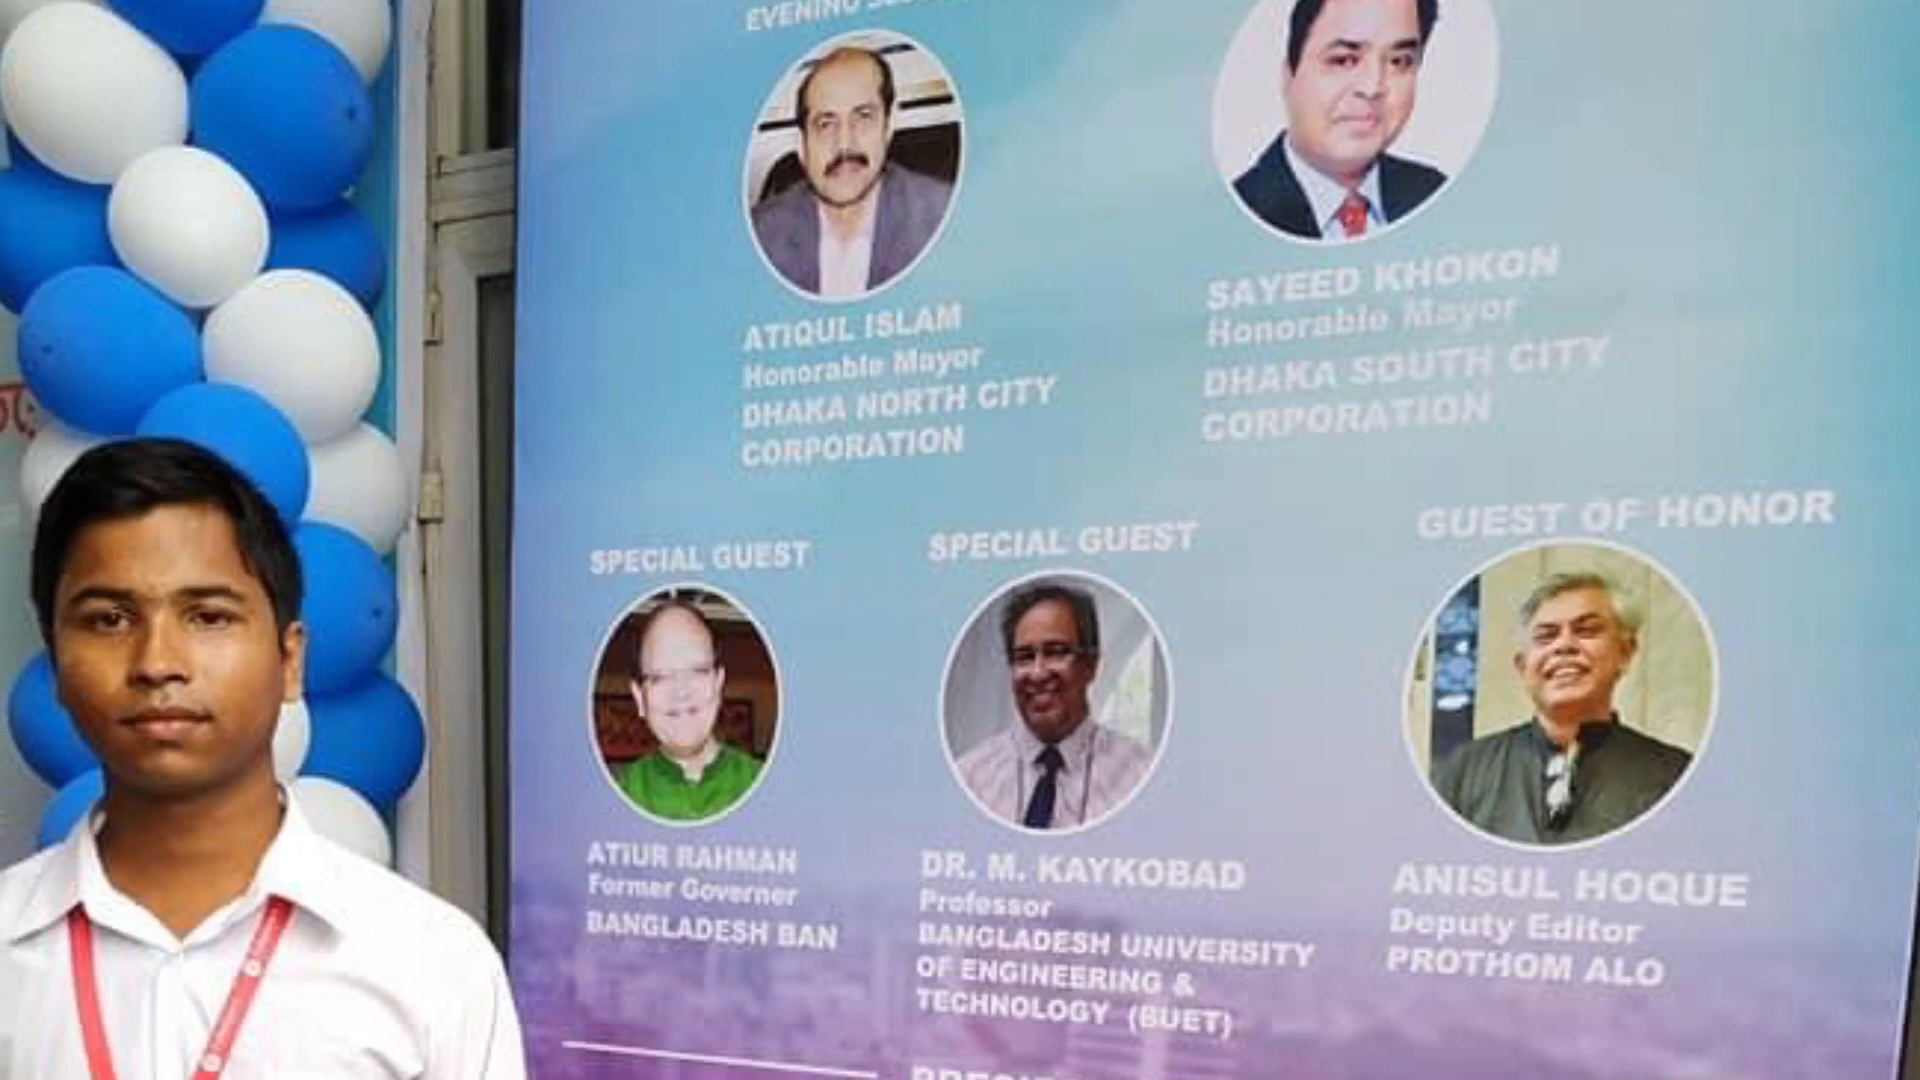 EVENING
ATIQUL ISLAM
Honorable Mayor
DHAKA NORTH CITY
CORPORATION
SAYEED KHOKON
Honorable Mayor
DHAKA SOUTH CITY
CORPORATION
SPECIAL GUEST
ATIUR RAHMAN
Former Governer
BANGLADESH BAN
SPECIAL GUEST
DR. M. KAYKOBAD
Professor
BANGLADESH UNIVERSITY
OF ENGINEERING &
TECHNOLOGY (BUET)
GUEST OF HONOR
ANISUL HOQUE
Deputy Editor
PROTHOM ALO